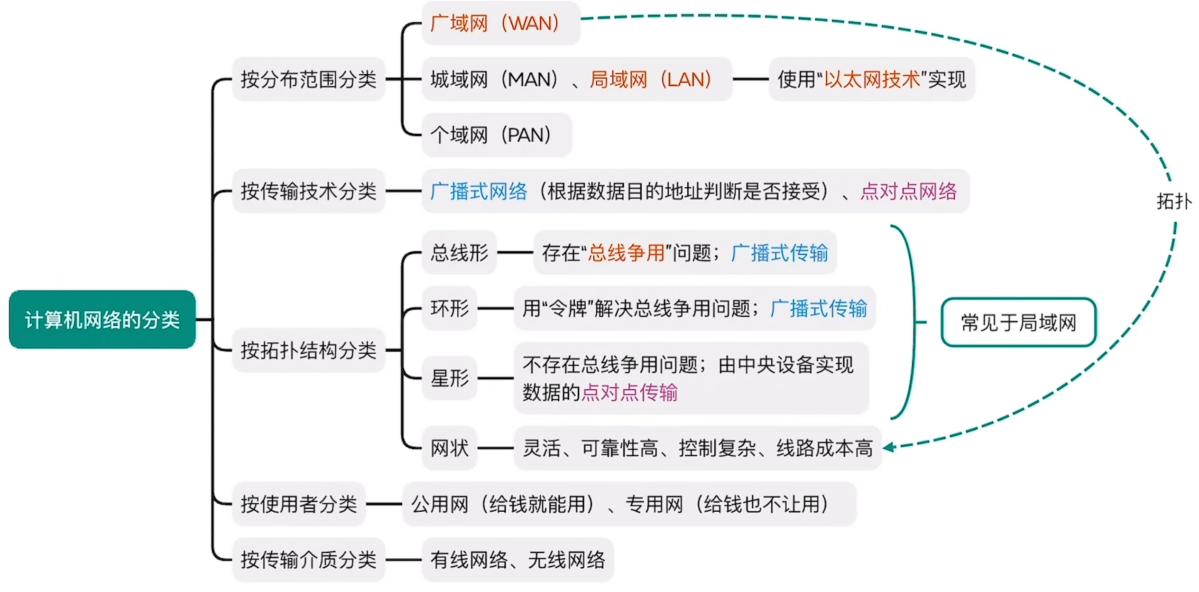 计算机网络的分类
按分布范围分类
广域网（WAN）
城域网（MAN）、局域网（LAN）
使用“以太网技术”实现
个域网（PAN）
按传输技术分类
广播式网络（根据数据目的地址判断是否接受）、点对点网络
按拓扑结构分类
总线形
存在“总线争用”问题；广播式传输
环形
用“令牌”解决总线争用问题；广播式传输
星形
不存在总线争用问题；由中央设备实现
数据的点对点传输
网状
灵活、可靠性高、控制复杂、线路成本高
常见于局域网
拓扑
按使用者分类
公用网（给钱就能用）、专用网（给钱也不让用）
按传输介质分类
有线网络、无线网络